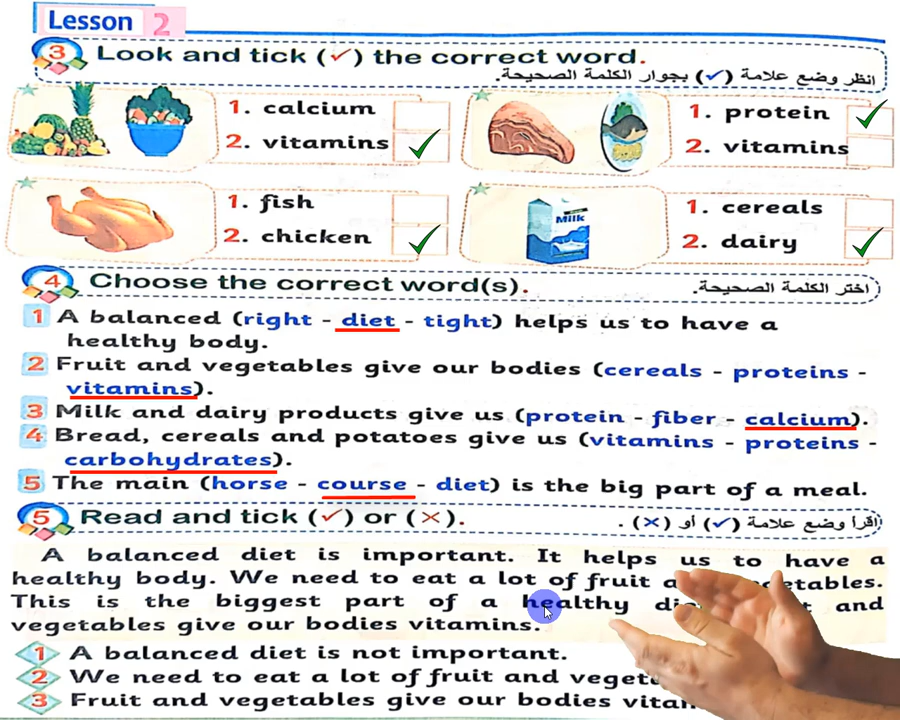 Lesson 2
3 Look and tick (✓) the correct word.
انظر وضع علامة (✓) بجوار الكلمة الصحيحة.
1. calcium
2. vitamins ✓
1. protein ✓
2. vitamins
1. fish
2. chicken ✓
Milk
1. cereals
2. dairy ✓
4 Choose the correct word(s).
اختر الكلمة الصحيحة.
1 A balanced (right - diet - tight) helps us to have a
healthy body.
2 Fruit and vegetables give our bodies (cereals - proteins -
vitamins).
3 Milk and dairy products give us (protein - fiber - calcium).
4 Bread, cereals and potatoes give us (vitamins - proteins -
carbohydrates).
5 The main (horse - course - diet) is the big part of a meal.
5 Read and tick (✓) or (×).
اقرأ وضع علامة (✓) أو (×).
A balanced diet is important. It helps us to have a
healthy body. We need to eat a lot of fruit
This is the biggest part of a healthy and
vegetables give our bodies vitamins.
1 A balanced diet is not important.
2 We need to eat a lot of fruit and
3 Fruit and vegetables give our bodies